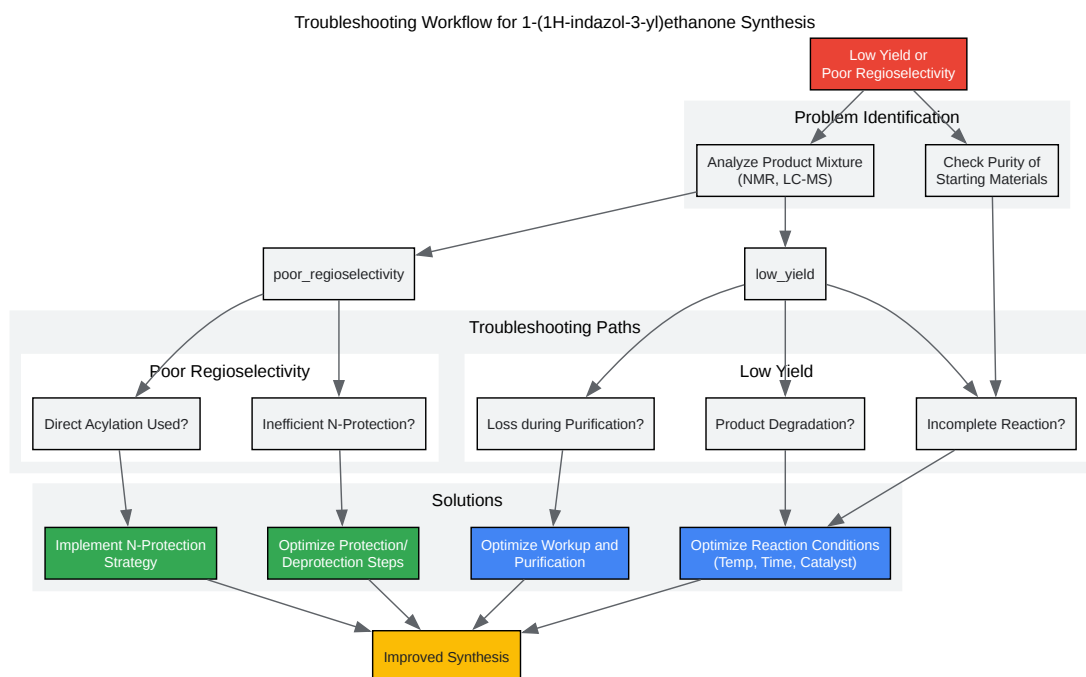 Troubleshooting Workflow for 1-(1H-indazol-3-yl)ethanone Synthesis
Low Yield or
Poor Regioselectivity
Problem Identification
Analyze Product Mixture
(NMR, LC-MS)
Check Purity of
Starting Materials
poor_regioselectivity
low_yield
Troubleshooting Paths
Poor Regioselectivity
Low Yield
Direct Acylation Used?
Inefficient N-Protection?
Loss during Purification?
Product Degradation?
Incomplete Reaction?
Solutions
Implement N-Protection
Strategy
Optimize Protection/
Deprotection Steps
Optimize Workup and
Purification
Optimize Reaction Conditions
(Temp, Time, Catalyst)
Improved Synthesis